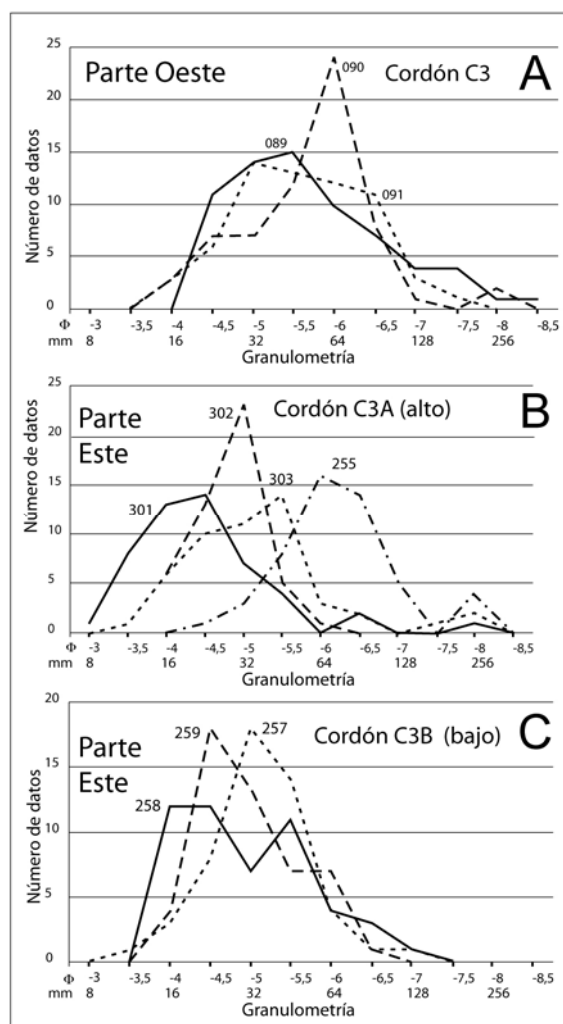 Parte Oeste
Cordón C3
A
Número de datos
25
20
15
10
5
0
090
089
091
Φ -3 -3,5 -4 -4,5 -5 -5,5 -6 -6,5 -7 -7,5 -8 -8,5
mm 8 16 32 64 128 256
Granulometría
Parte
Este
Cordón C3A (alto)
B
Número de datos
25
20
15
10
5
0
302
303
255
301
Φ -3 -3,5 -4 -4,5 -5 -5,5 -6 -6,5 -7 -7,5 -8 -8,5
mm 8 16 32 64 128 256
Granulometría
Parte
Este
Cordón C3B (bajo)
C
Número de datos
20
15
10
5
0
259
257
258
Φ -3 -3,5 -4 -4,5 -5 -5,5 -6 -6,5 -7 -7,5 -8 -8,5
mm 8 16 32 64 128 256
Granulometría